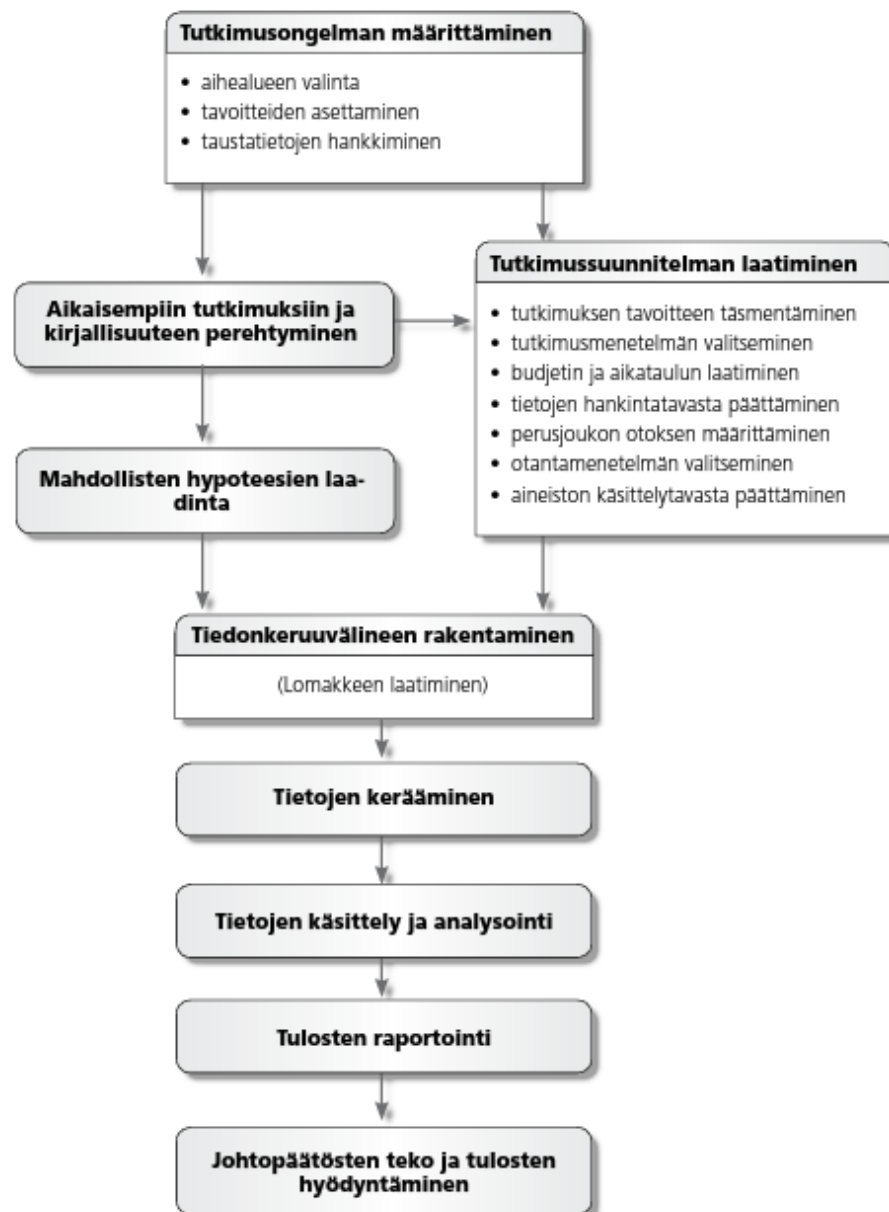 Tutkimusongelman määrittäminen
• aihealueen valinta
• tavoitteiden asettaminen
• taustatietojen hankkiminen
Aikaisempiin tutkimuksiin ja
kirjallisuuteen perehtyminen
Tutkimussuunnitelman laatiminen
• tutkimuksen tavoitteen täsmentäminen
• tutkimusmenetelmän valitseminen
• budjetin ja aikataulun laatiminen
• tietojen hankintatavasta päättäminen
• perusjoukon otoksen määrittäminen
• otantamenetelmän valitseminen
• aineiston käsittelytavasta päättäminen
Mahdollisten hypoteesien laa-
dinta
Tiedonkeruuvälineen rakentaminen
(Lomakkeen laatiminen)
Tietojen kerääminen
Tietojen käsittely ja analysointi
Tulosten raportointi
Johtopäätösten teko ja tulosten
hyödyntäminen